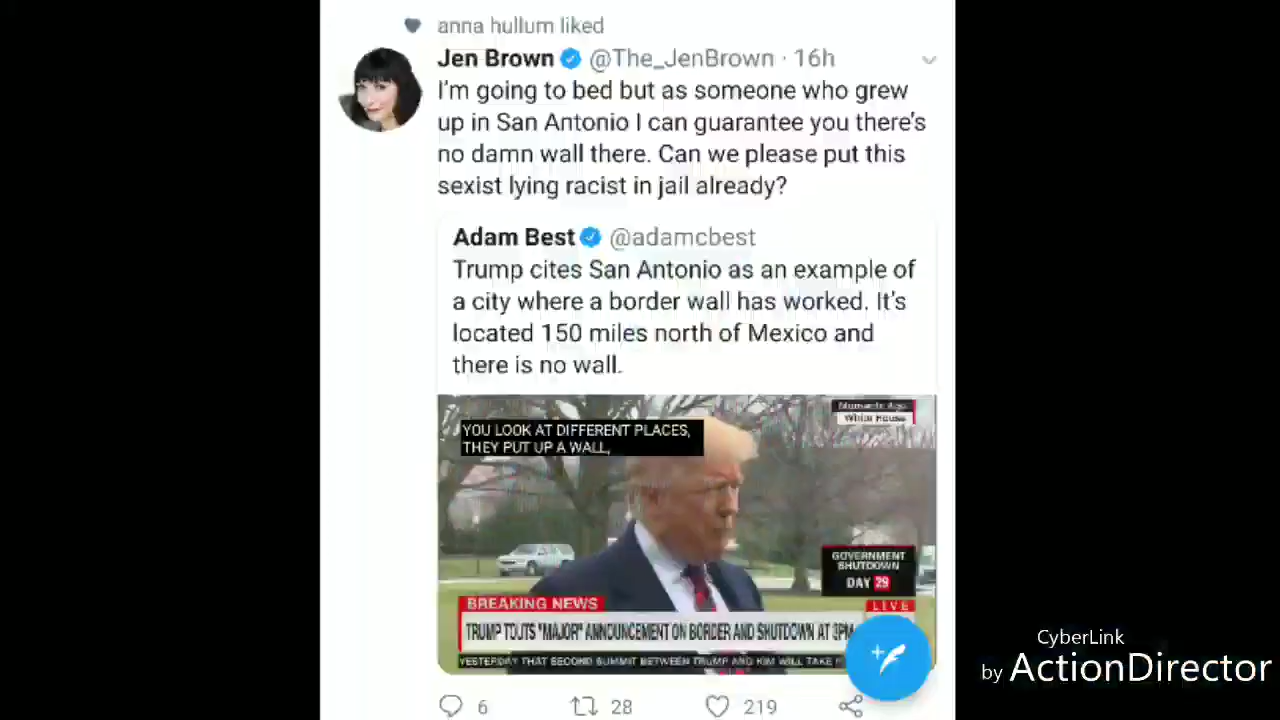 anna hullum liked
Jen Brown @The_JenBrown · 16h
I'm going to bed but as someone who grew
up in San Antonio I can guarantee you there's
no damn wall there. Can we please put this
sexist lying racist in jail already?
Adam Best @adamcbest
Trump cites San Antonio as an example of
a city where a border wall has worked. It's
located 150 miles north of Mexico and
there is no wall.
Moments Ago
White House
YOU LOOK AT DIFFERENT PLACES,
THEY PUT UP A WALL,
GOVERNMENT
SHUTDOWN
DAY 29
BREAKING NEWS
LIVE
TRUMP TOUTS "MAJOR" ANNOUNCEMENT ON BORDER AND SHUTDOWN AT 3PM
YESTERDAY THAT SECOND SUMMIT BETWEEN TRUMP AND KIM WILL TAKE
6 28 219
CyberLink
by ActionDirector